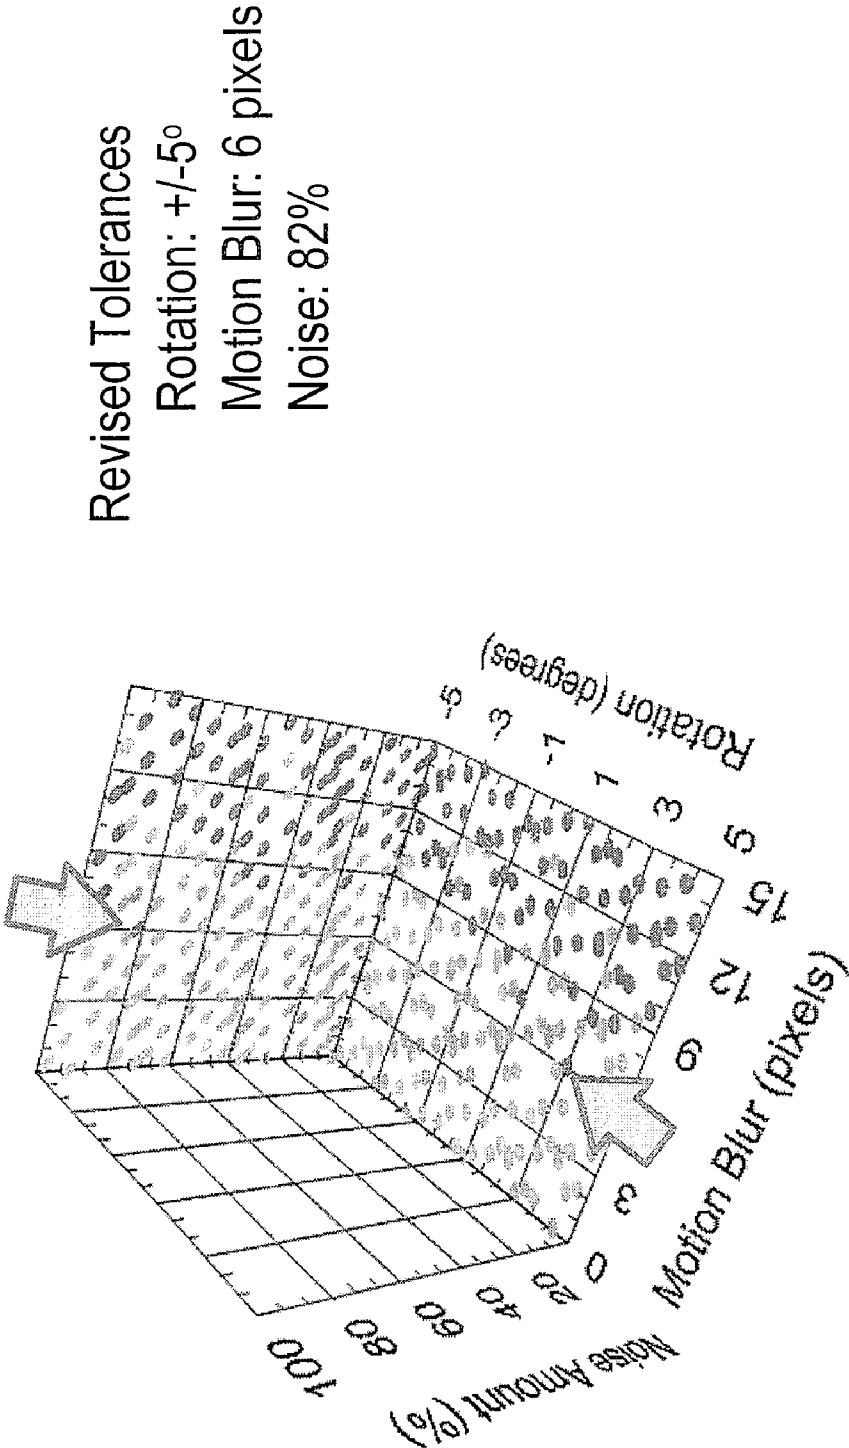 Revised Tolerances
Rotation: +/-5°
Motion Blur: 6 pixels
Noise: 82%
100
80
60
40
20
Noise Amount (%)
0
3
9
12
15
Motion Blur (pixels)
-5
-3
-1
1
3
5
Rotation (degrees)